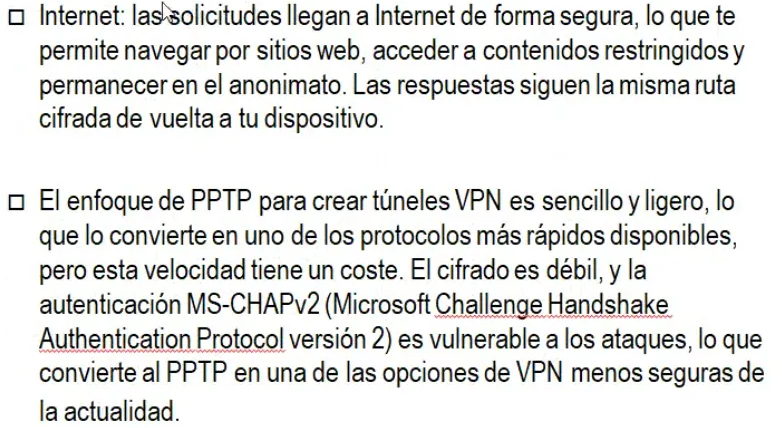 □ Internet: las solicitudes llegan a Internet de forma segura, lo que te
permite navegar por sitios web, acceder a contenidos restringidos y
permanecer en el anonimato. Las respuestas siguen la misma ruta
cifrada de vuelta a tu dispositivo.
□ El enfoque de PPTP para crear túneles VPN es sencillo y ligero, lo
que lo convierte en uno de los protocolos más rápidos disponibles,
pero esta velocidad tiene un coste. El cifrado es débil, y la
autenticación MS-CHAPv2 (Microsoft Challenge Handshake
Authentication Protocol versión 2) es vulnerable a los ataques, lo que
convierte al PPTP en una de las opciones de VPN menos seguras de
la actualidad.